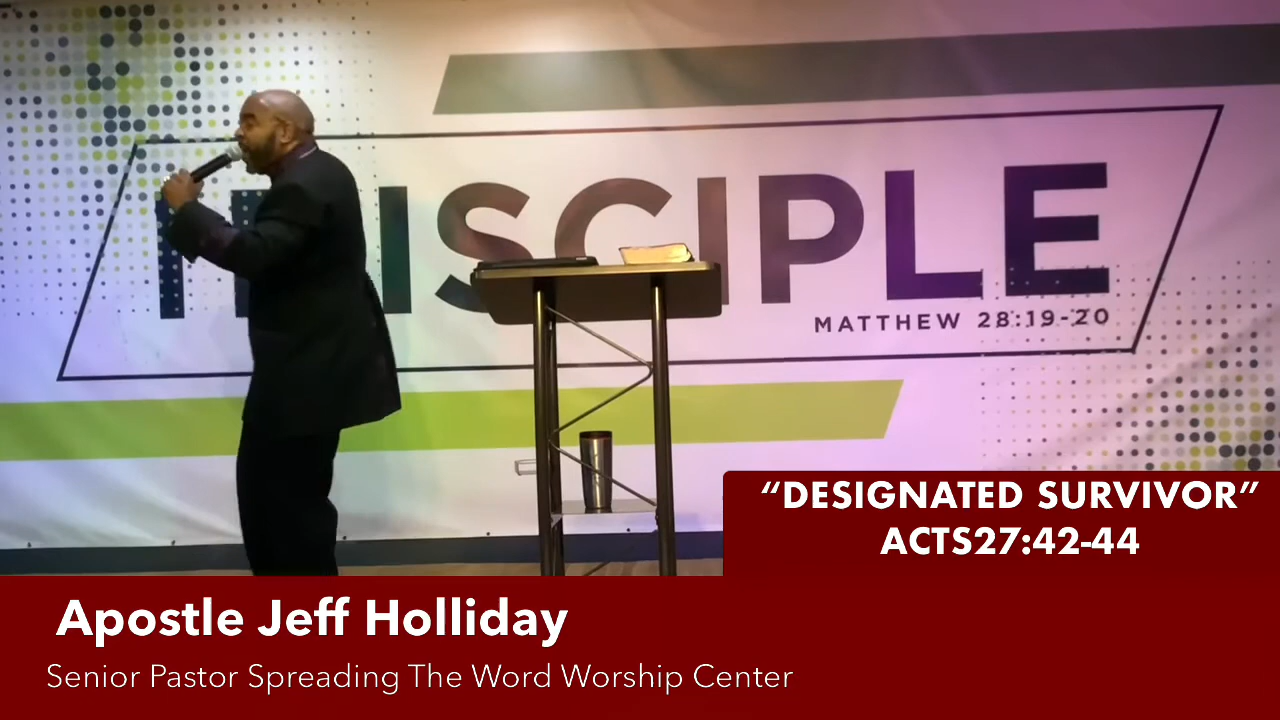 DISCIPLE
MATTHEW 28:19-20
“DESIGNATED SURVIVOR”
ACTS27:42-44
Apostle Jeff Holliday
Senior Pastor Spreading The Word Worship Center